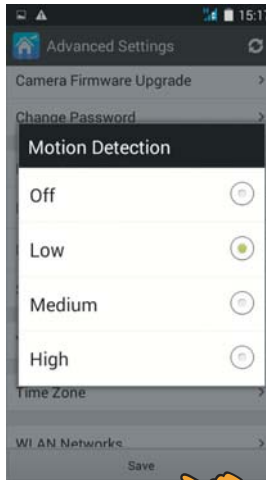 15:17
Advanced Settings
Camera Firmware Upgrade
Change Password
Motion Detection
Off
Low
Medium
High
Time Zone
WLAN Networks
Save